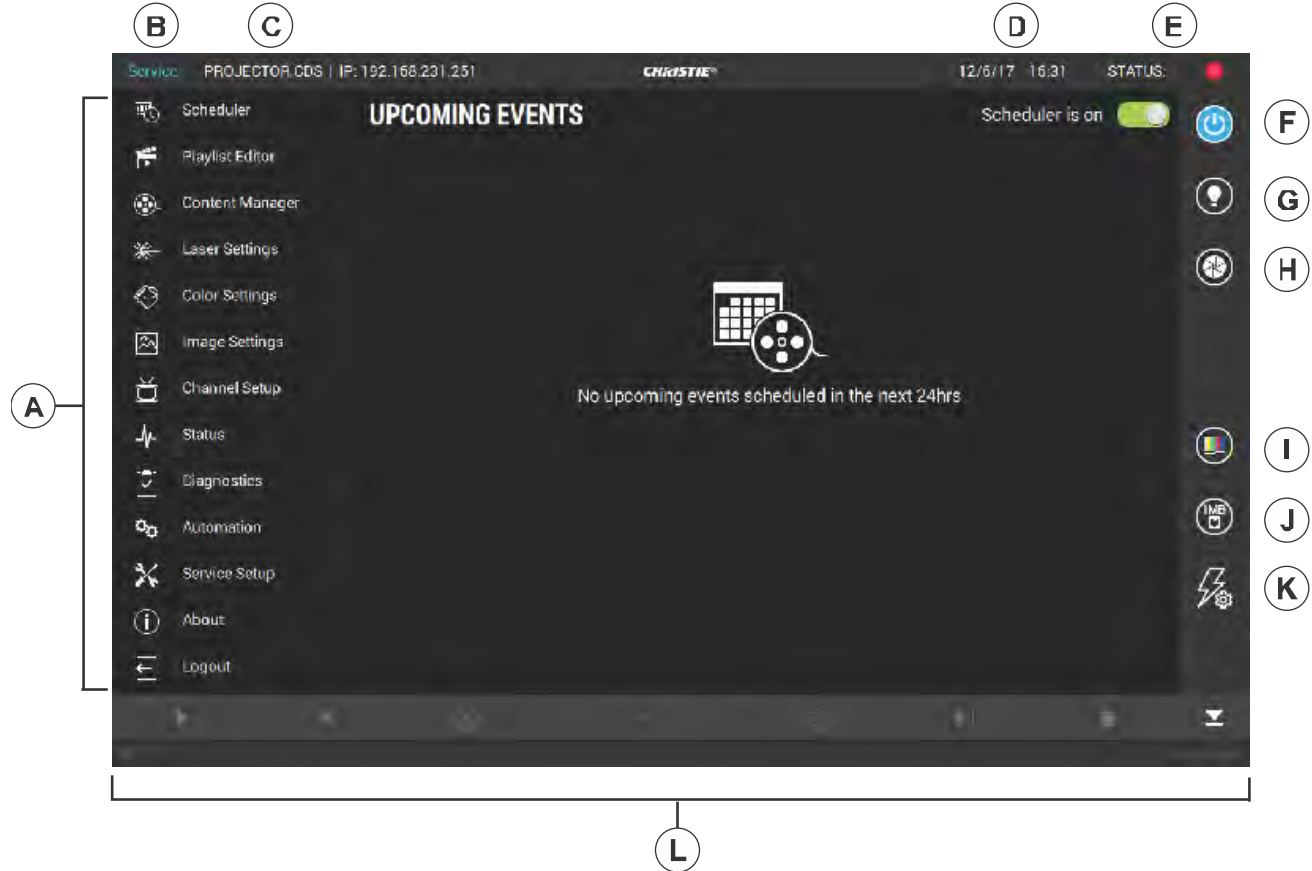 B C D E
Service PROJECTOR.CDS | IP: 192.168.231.251 CHRISTIE® 12/6/17 16:31 STATUS:
Scheduler UPCOMING EVENTS Scheduler is on
F
Playlist Editor
Content Manager
G
Laser Settings
H
Color Settings
Image Settings
Channel Setup
No upcoming events scheduled in the next 24hrs
A
Status
I
Diagnostics
IMB
J
Automation
Service Setup
K
About
Logout
L